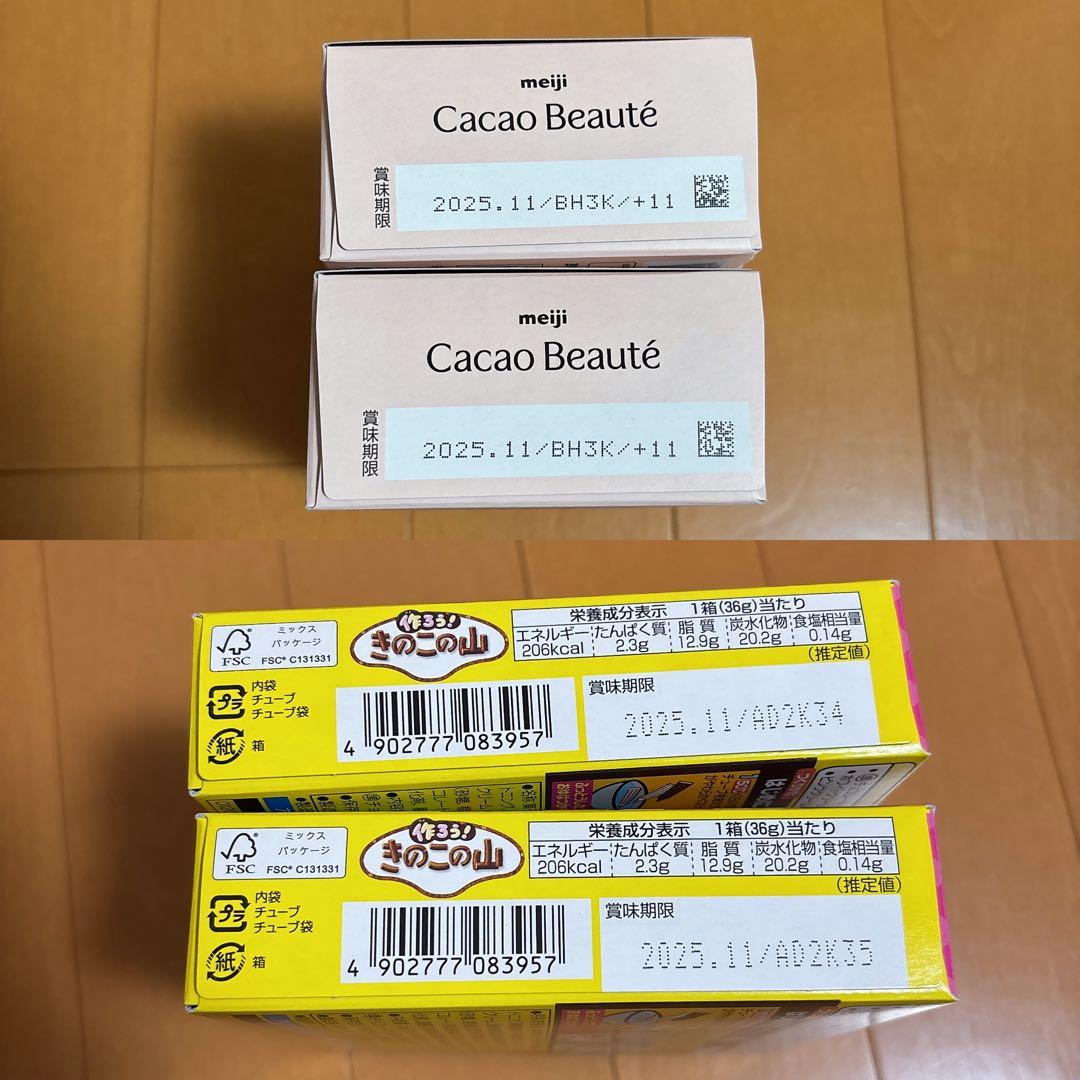 meiji
Cacao Beauté
賞味期限
2025.11/BH3K/+11
meiji
Cacao Beauté
賞味期限
2025.11/BH3K/+11
FSC
ミックス
パッケージ
FSC® C131331
作ろう!
きのこの山
栄養成分表示 1箱(36g)当たり
エネルギー たんぱく質 脂質 炭水化物 食塩相当量
206kcal 2.3g 12.9g 20.2g 0.14g
(推定値)
プラ
内袋
チューブ
チューブ袋
紙 箱
4 902777 083957
賞味期限
2025.11/AD2K34
FSC
ミックス
パッケージ
FSC® C131331
作ろう!
きのこの山
栄養成分表示 1箱(36g)当たり
エネルギー たんぱく質 脂質 炭水化物 食塩相当量
206kcal 2.3g 12.9g 20.2g 0.14g
(推定値)
プラ
内袋
チューブ
チューブ袋
紙 箱
4 902777 083957
賞味期限
2025.11/AD2K35